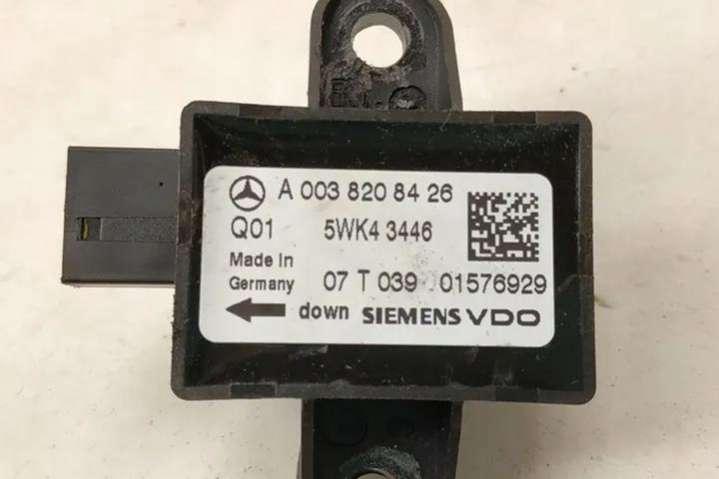 A 003 820 84 26
Q01 5WK4 3446
Made in
Germany 07 T 039 01576929
down SIEMENS VDO